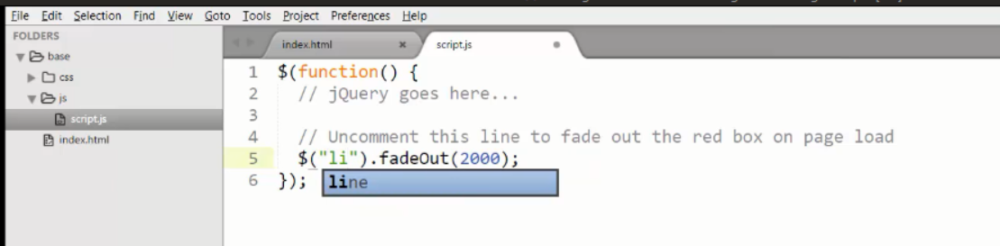 File Edit Selection Find View Goto Tools Project Preferences Help
FOLDERS
base
css
js
script.js
index.html
index.html script.js
1 $(function() {
2 // jQuery goes here...
3
4 // Uncomment this line to fade out the red box on page load
5 $("li").fadeOut(2000);
6 });
line